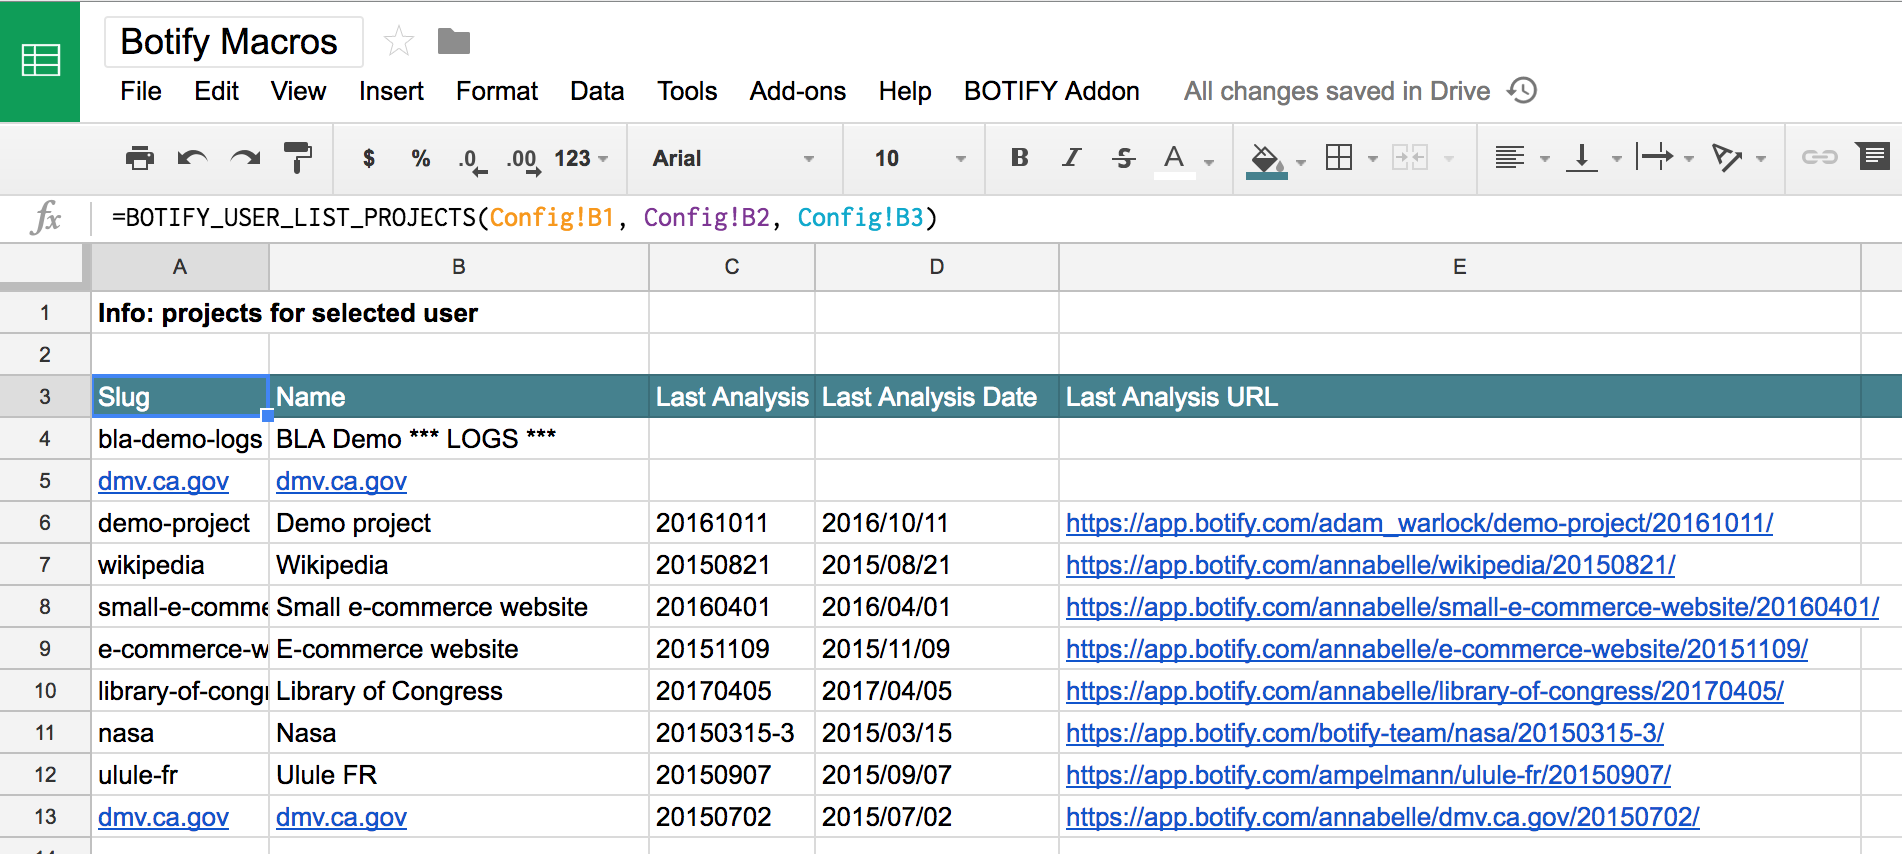 Botify Macros
File Edit View Insert Format Data Tools Add-ons Help BOTIFY Addon All changes saved in Drive
$ % .0 .00 123 Arial 10 B I S A
fx =BOTIFY_USER_LIST_PROJECTS(Config!B1, Config!B2, Config!B3)
A B C D E
1 Info: projects for selected user
2
3 Slug Name Last Analysis Last Analysis Date Last Analysis URL
4 bla-demo-logs BLA Demo *** LOGS ***
5 dmv.ca.gov dmv.ca.gov
6 demo-project Demo project 20161011 2016/10/11 https://app.botify.com/adam_warlock/demo-project/20161011/
7 wikipedia Wikipedia 20150821 2015/08/21 https://app.botify.com/annabelle/wikipedia/20150821/
8 small-e-comme Small e-commerce website 20160401 2016/04/01 https://app.botify.com/annabelle/small-e-commerce-website/20160401/
9 e-commerce-w E-commerce website 20151109 2015/11/09 https://app.botify.com/annabelle/e-commerce-website/20151109/
10 library-of-congr Library of Congress 20170405 2017/04/05 https://app.botify.com/annabelle/library-of-congress/20170405/
11 nasa Nasa 20150315-3 2015/03/15 https://app.botify.com/botify-team/nasa/20150315-3/
12 ulule-fr Ulule FR 20150907 2015/09/07 https://app.botify.com/ampelmann/ulule-fr/20150907/
13 dmv.ca.gov dmv.ca.gov 20150702 2015/07/02 https://app.botify.com/annabelle/dmv.ca.gov/20150702/